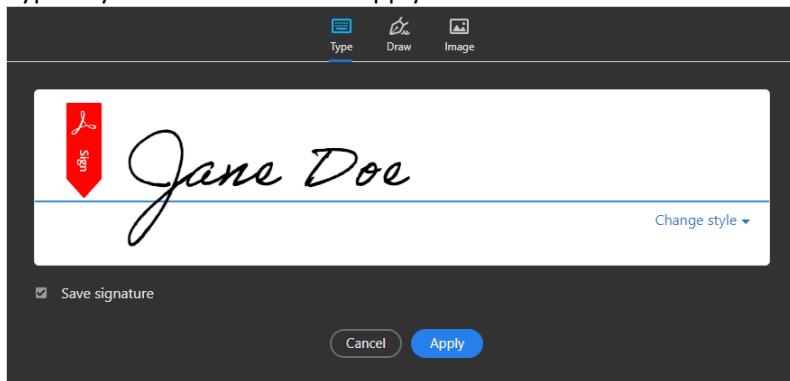 Type Draw Image
Sign
Jane Doe
Change style
Save signature
Cancel Apply